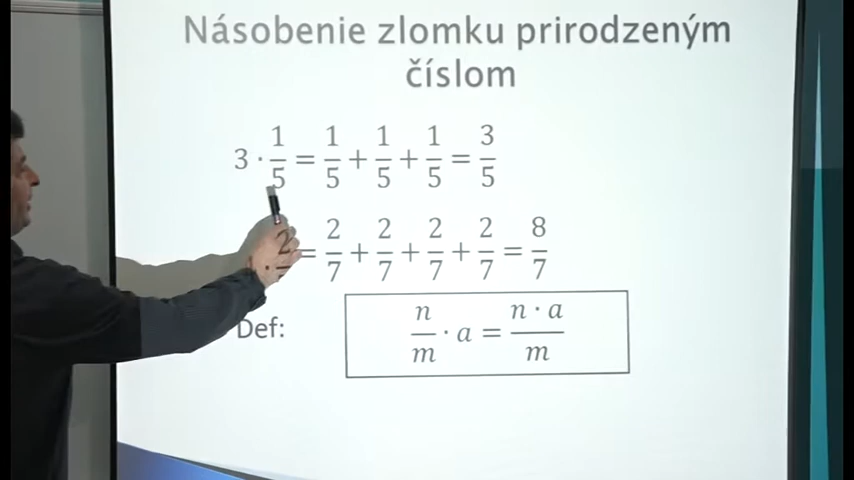 Násobenie zlomku prirodzeným
číslom
3 · 1/5 = 1/5 + 1/5 + 1/5 = 3/5
2 = 2/7 + 2/7 + 2/7 + 2/7 = 8/7
Def: n/m · a = n · a/m